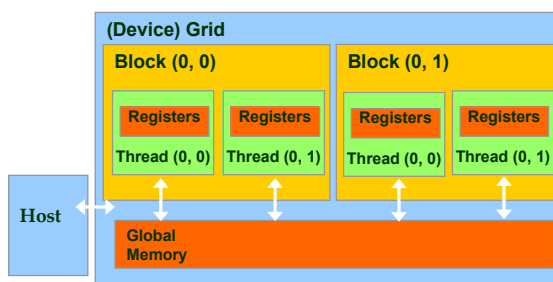 (Device) Grid
Block (0, 0)
Block (0, 1)
Registers
Registers
Registers
Registers
Thread (0, 0)
Thread (0, 1)
Thread (0, 0)
Thread (0, 1)
Host
Global
Memory